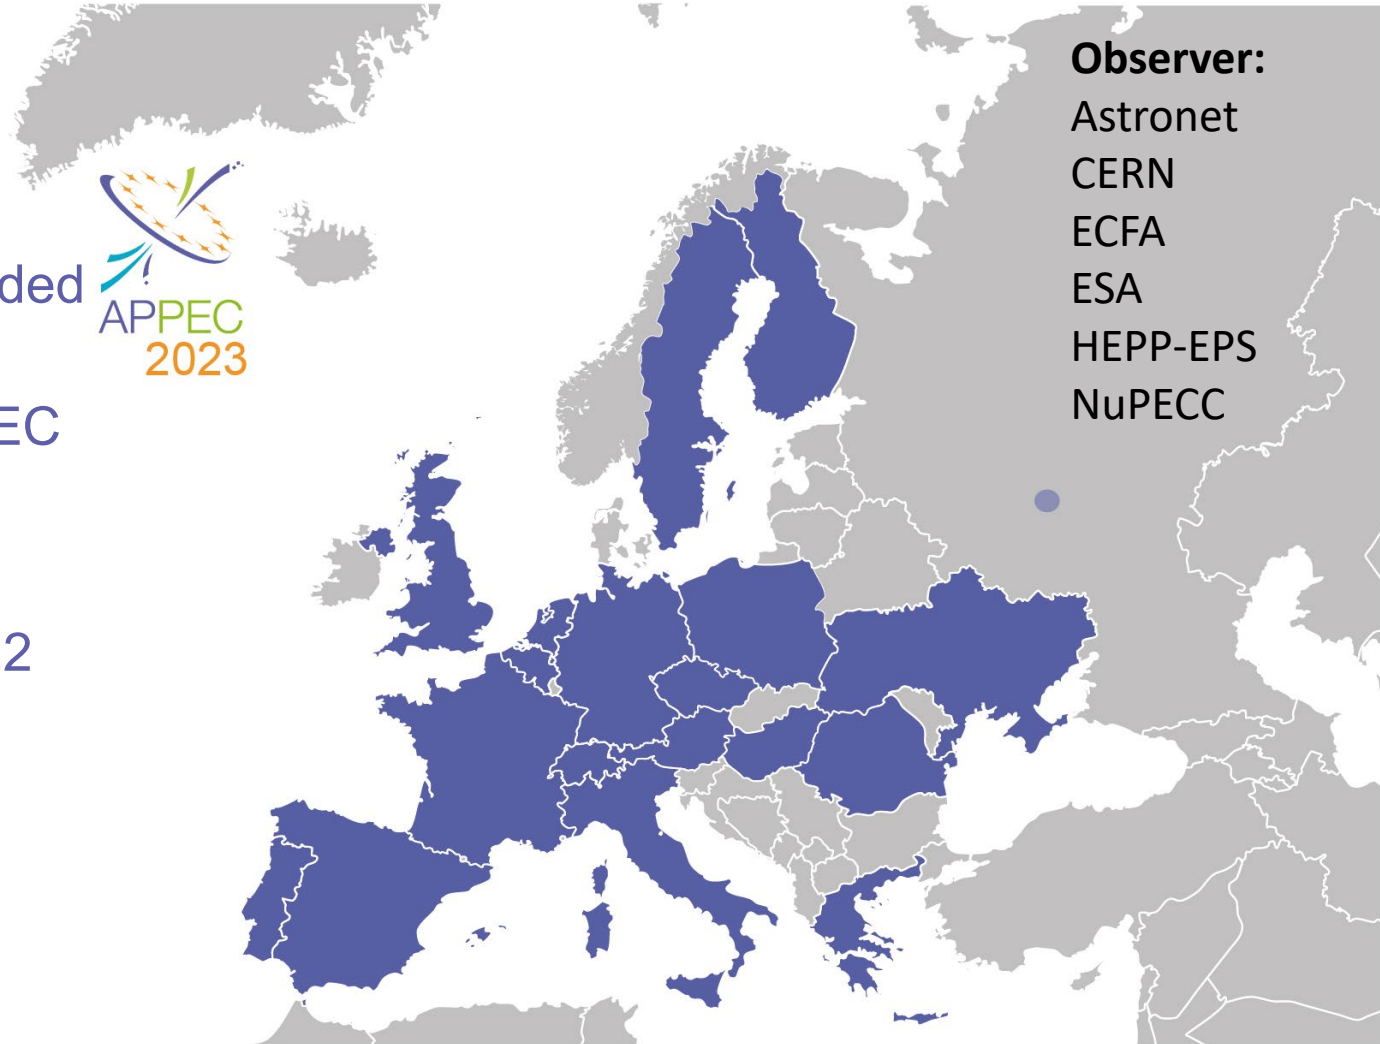 ded
APPEC
2023
EC
2
Observer:
Astronet
CERN
ECFA
ESA
HEPP-EPS
NuPECC